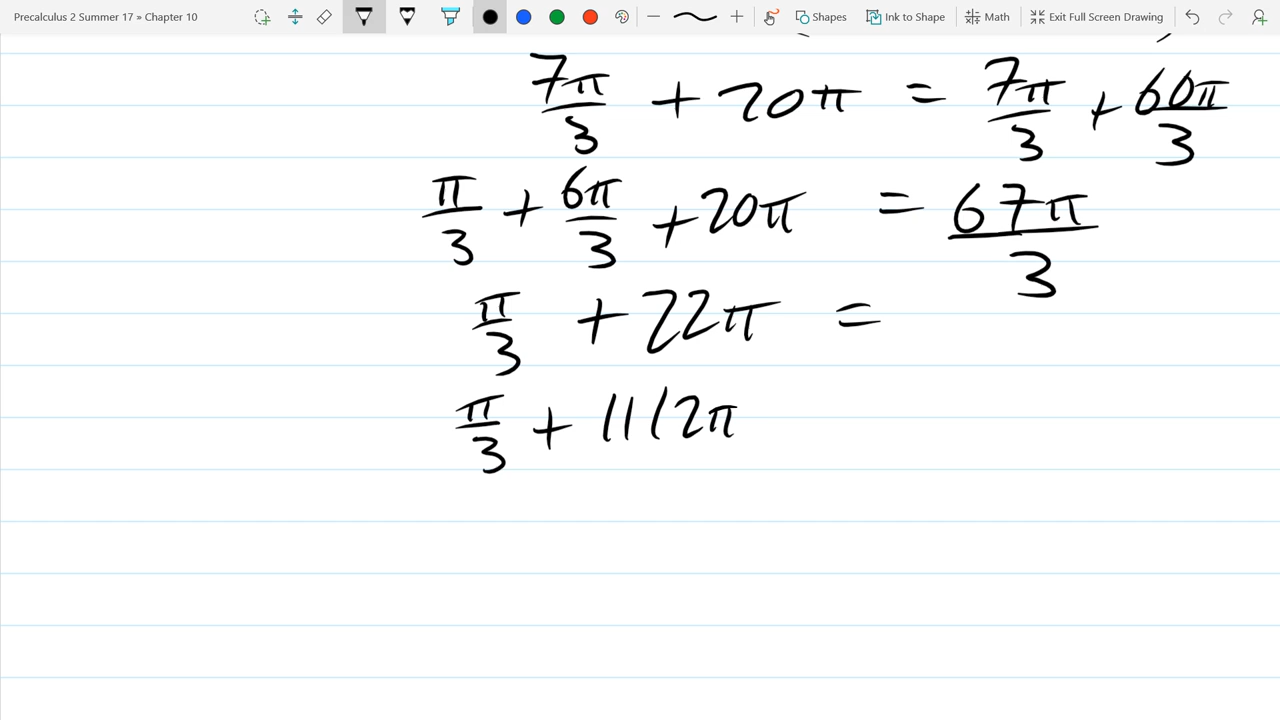 Precalculus 2 Summer 17 » Chapter 10
Shapes
Ink to Shape
Math
Exit Full Screen Drawing
7π/3 + 20π = 7π/3 + 60π/3
π/3 + 6π/3 + 20π = 67π/3
π/3 + 22π =
π/3 + 11(2π